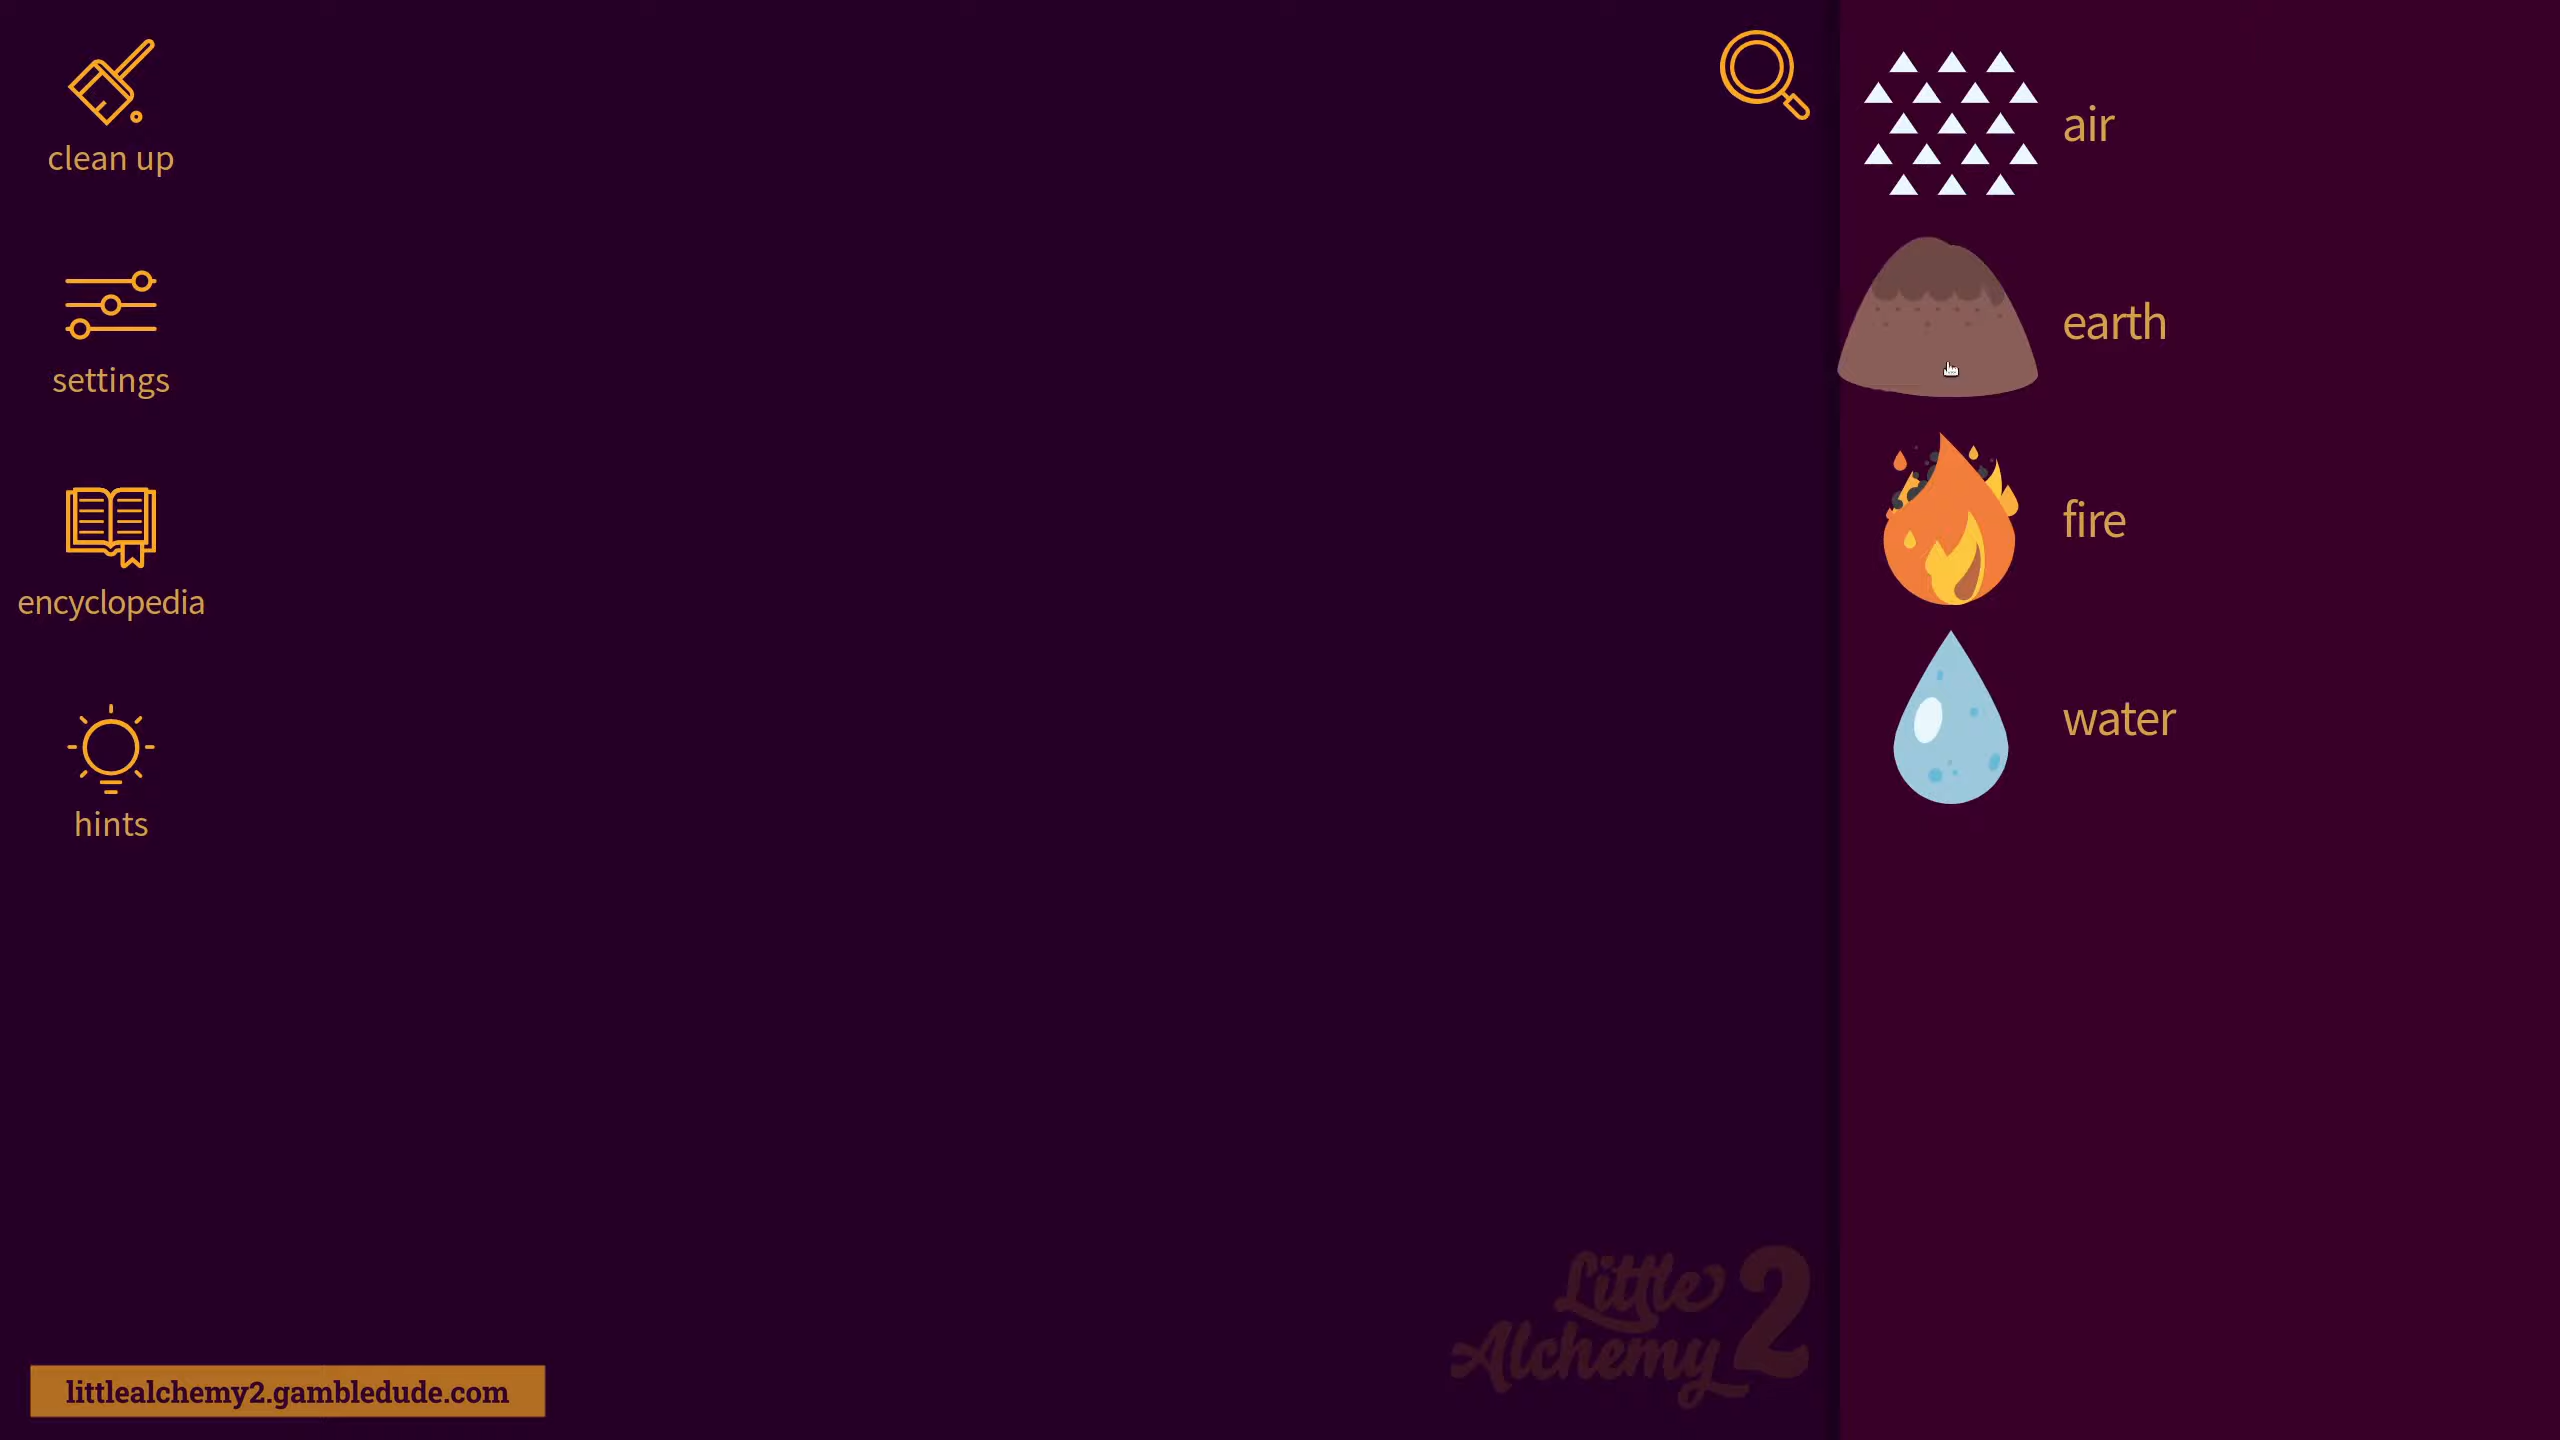 clean up
settings
encyclopedia
hints
air
earth
fire
water
Little
Alchemy 2
littlealchemy2.gambledude.com